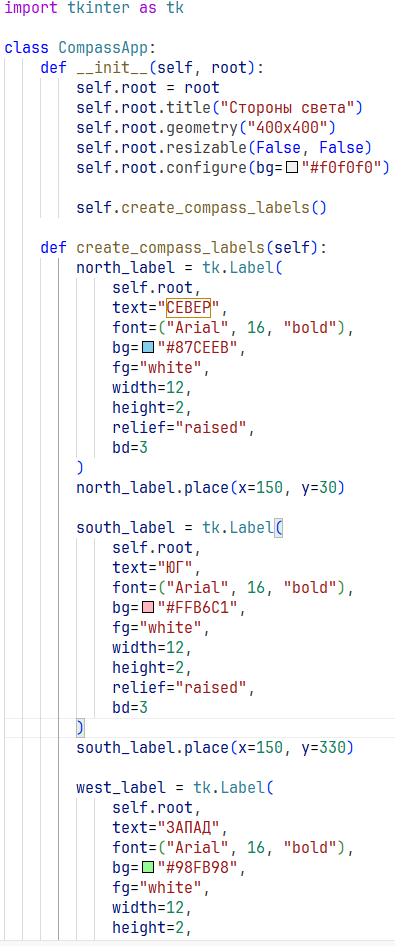 import tkinter as tk

class CompassApp:
    def __init__(self, root):
        self.root = root
        self.root.title("Стороны света")
        self.root.geometry("400x400")
        self.root.resizable(False, False)
        self.root.configure(bg="#f0f0f0")

        self.create_compass_labels()

    def create_compass_labels(self):
        north_label = tk.Label(
            self.root,
            text="СЕВЕР",
            font=("Arial", 16, "bold"),
            bg="#87CEEB",
            fg="white",
            width=12,
            height=2,
            relief="raised",
            bd=3
        )
        north_label.place(x=150, y=30)

        south_label = tk.Label(
            self.root,
            text="ЮГ",
            font=("Arial", 16, "bold"),
            bg="#FFB6C1",
            fg="white",
            width=12,
            height=2,
            relief="raised",
            bd=3
        )
        south_label.place(x=150, y=330)

        west_label = tk.Label(
            self.root,
            text="ЗАПАД",
            font=("Arial", 16, "bold"),
            bg="#98FB98",
            fg="white",
            width=12,
            height=2,